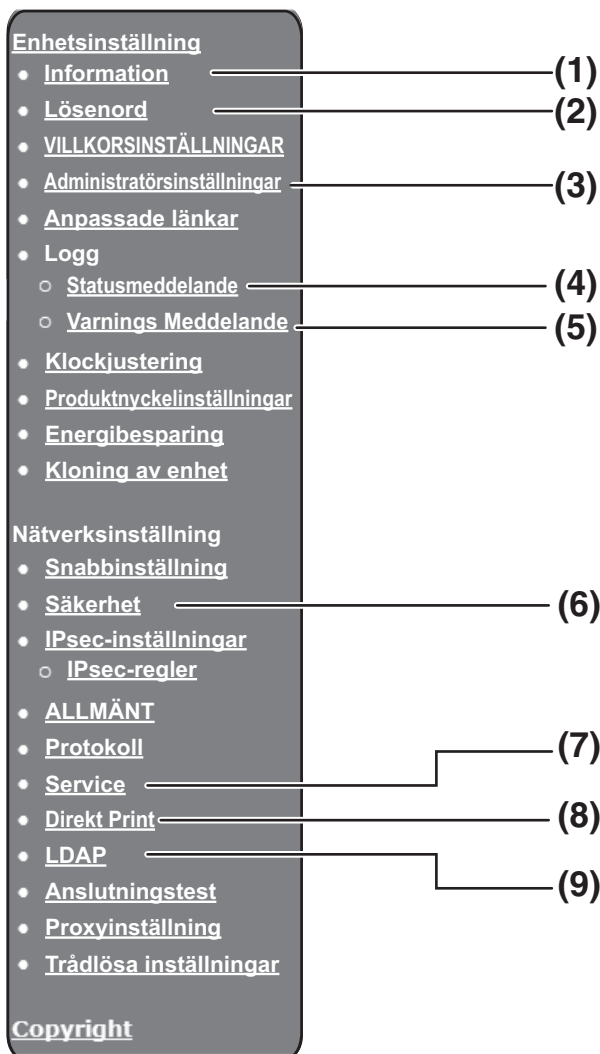 Enhetsinställning
Information (1)
Lösenord (2)
VILLKORSINSTÄLLNINGAR
Administratörsinställningar (3)
Anpassade länkar
Logg
Statusmeddelande (4)
Varnings Meddelande (5)
Klockjustering
Produktnyckelinställningar
Energibesparing
Kloning av enhet
Nätverksinställning
Snabbinställning
Säkerhet (6)
IPsec-inställningar
IPsec-regler
ALLMÄNT
Protokoll
Service (7)
Direkt Print (8)
LDAP (9)
Anslutningstest
Proxyinställning
Trådlösa inställningar
Copyright